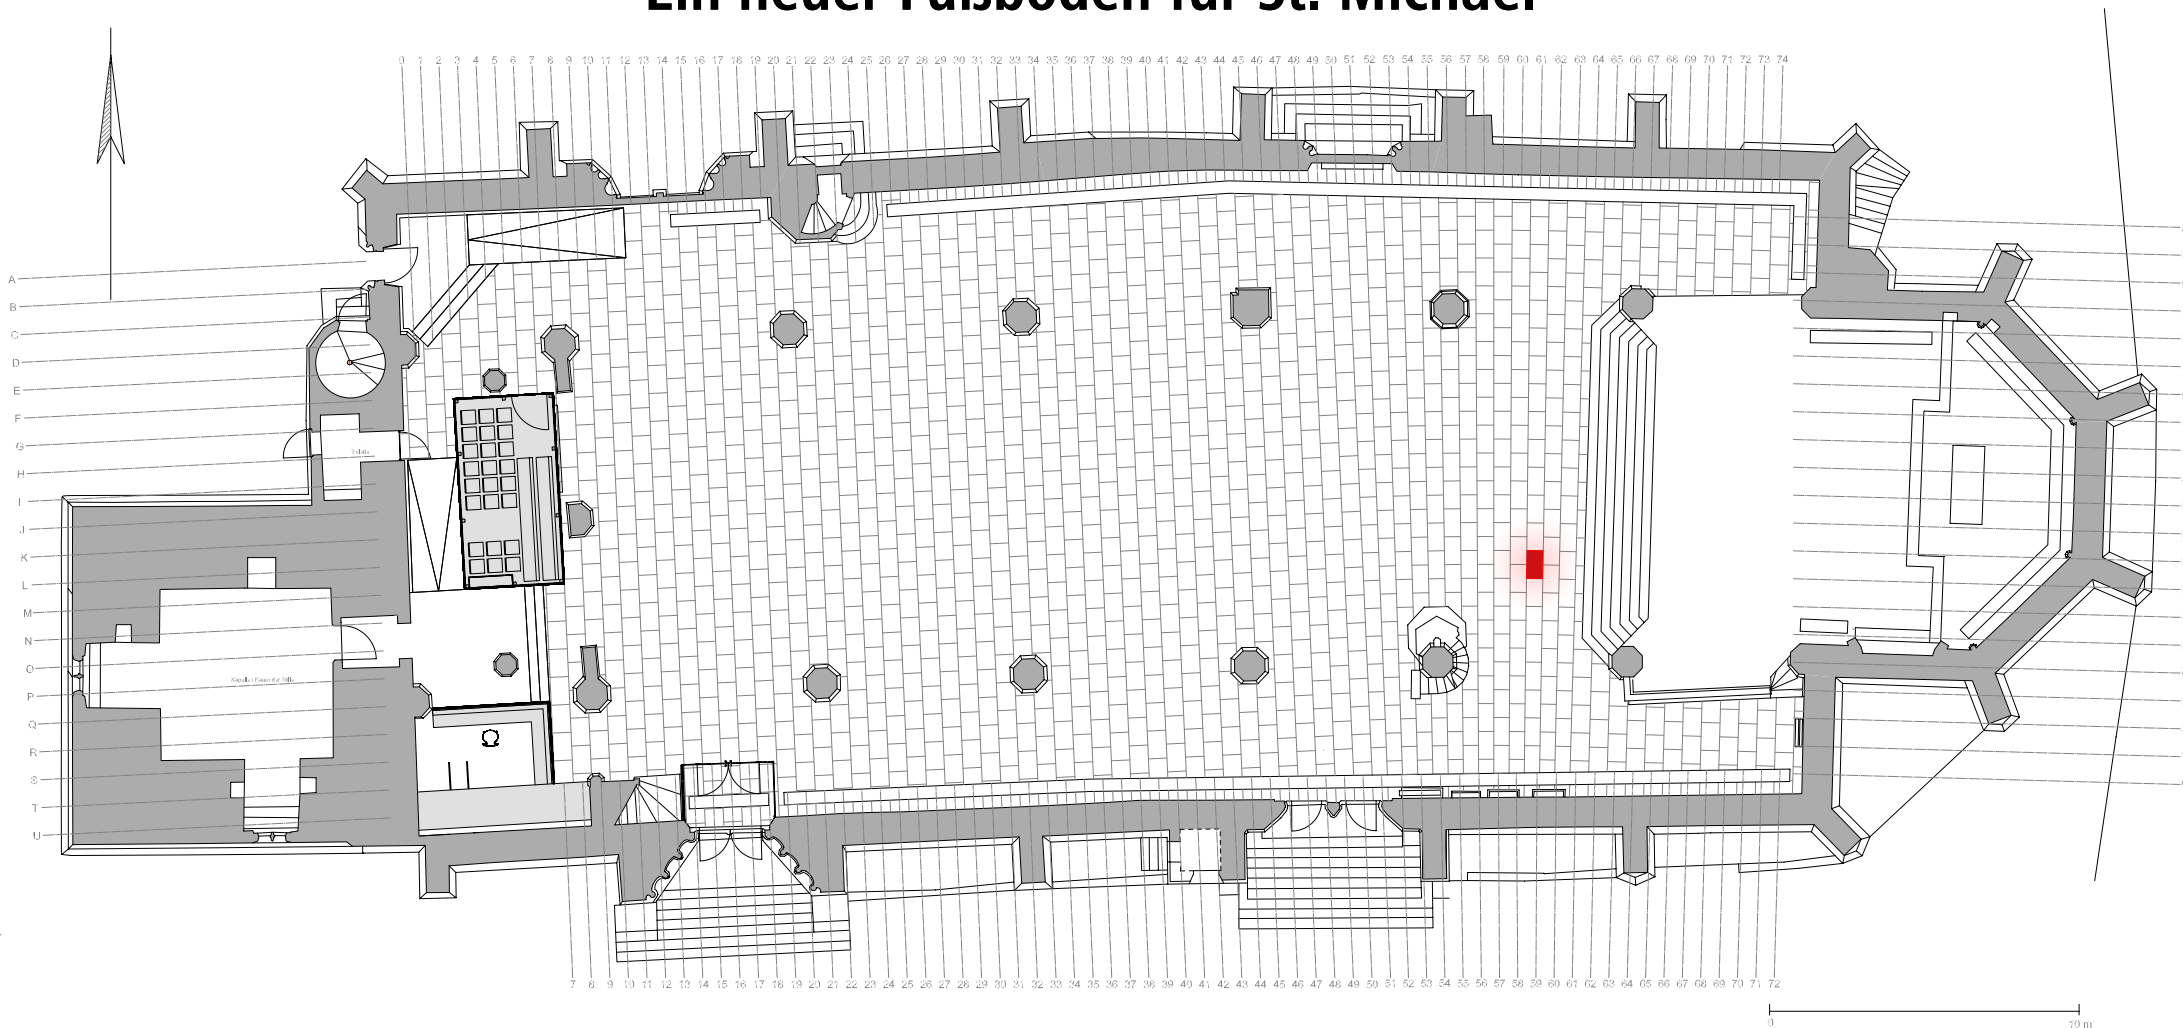 Ein neuer Fußboden für St. Michael
0 1 2 3 4 5 6 7 8 9 10 11 12 13 14 15 16 17 18 19 20 21 22 23 24 25 26 27 28 29 30 31 32 33 34 35 36 37 38 39 40 41 42 43 44 45 46 47 48 49 50 51 52 53 54 55 56 57 58 59 60 61 62 63 64 65 66 67 68 69 70 71 72 73 74
A
B
C
D
E
F
G
H
I
J
K
L
M
N
O
P
Q
R
S
T
U
7 8 9 10 11 12 13 14 15 16 17 18 19 20 21 22 23 24 25 26 27 28 29 30 31 32 33 34 35 36 37 38 39 40 41 42 43 44 45 46 47 48 49 50 51 52 53 54 55 56 57 58 59 60 61 62 63 64 65 66 67 68 69 70 71 72
0 10 m